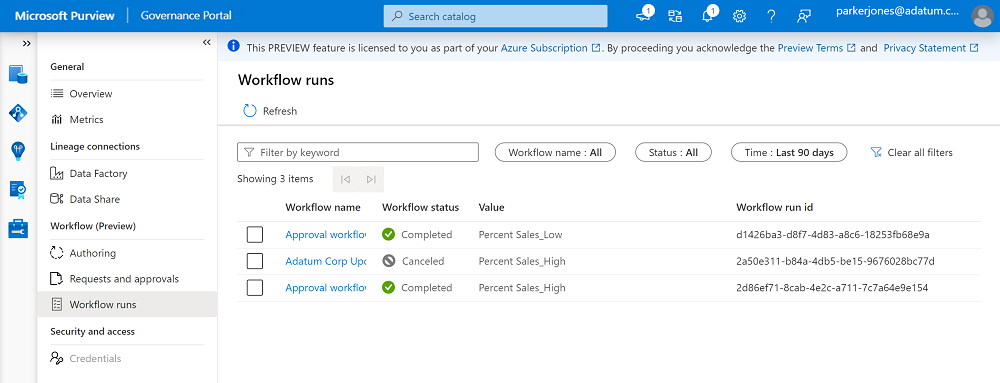 Microsoft Purview | Governance Portal
Search catalog
1
1
parkerjones@adatum.c...
General
Overview
Metrics
Lineage connections
Data Factory
Data Share
Workflow (Preview)
Authoring
Requests and approvals
Workflow runs
Security and access
Credentials
This PREVIEW feature is licensed to you as part of your Azure Subscription. By proceeding you acknowledge the Preview Terms and Privacy Statement
Workflow runs
Refresh
Filter by keyword
Workflow name : All
Status : All
Time : Last 90 days
Clear all filters
Showing 3 items
Workflow name Workflow status Value Workflow run id
Approval workflow Completed Percent Sales_Low d1426ba3-d8f7-4d83-a8c6-18253fb68e9a
Adatum Corp Upd Canceled Percent Sales_High 2a50e311-b84a-4db5-be15-9676028bc77d
Approval workflow Completed Percent Sales_High 2d86ef71-8cab-4e2c-a711-7c7a64e9e154